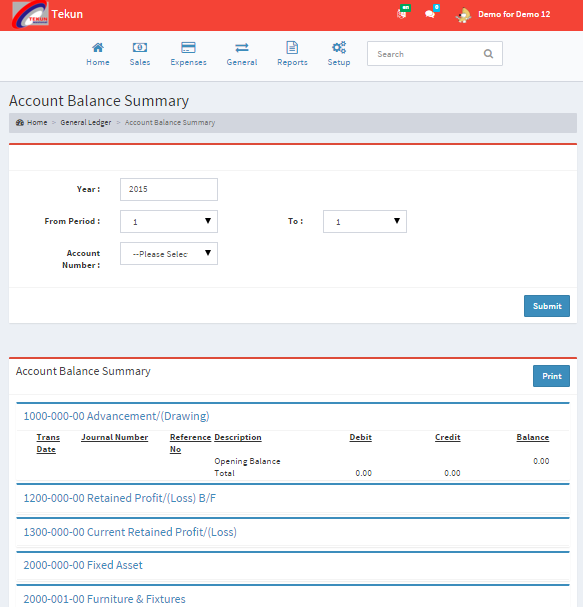 TEKUN Tekun
Demo for Demo 12
Home Sales Expenses General Reports Setup Search
Account Balance Summary
Home > General Ledger > Account Balance Summary
Year : 2015
From Period : 1 To : 1
Account Number : --Please Selec
Submit
Account Balance Summary
Print
1000-000-00 Advancement/(Drawing)
Trans Date Journal Number Reference No Description Debit Credit Balance
Opening Balance 0.00
Total 0.00 0.00
1200-000-00 Retained Profit/(Loss) B/F
1300-000-00 Current Retained Profit/(Loss)
2000-000-00 Fixed Asset
2000-001-00 Furniture & Fixtures